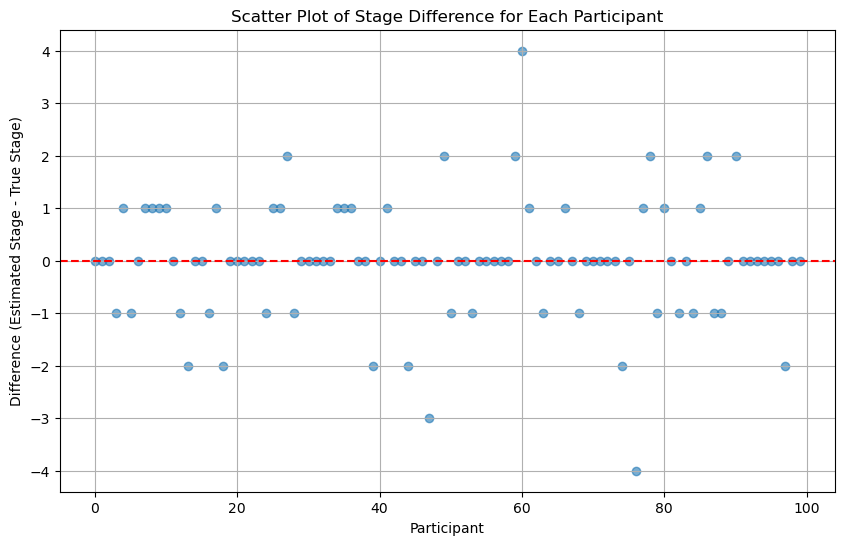 Scatter Plot of Stage Difference for Each Participant
Difference (Estimated Stage - True Stage)
4
3
2
1
0
−1
−2
−3
−4
0 20 40 60 80 100
Participant